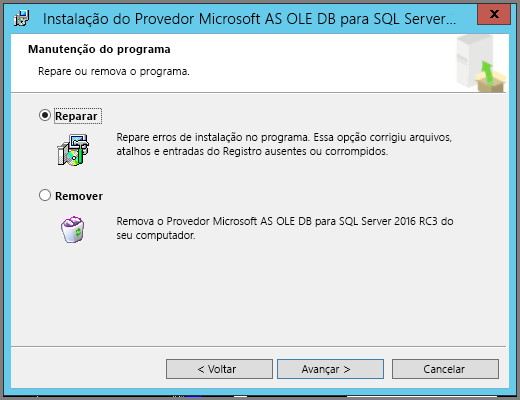 Instalação do Provedor Microsoft AS OLE DB para SQL Server...
x
Manutenção do programa
Repare ou remova o programa.
Reparar
Repare erros de instalação no programa. Essa opção corrigiu arquivos,
atalhos e entradas do Registro ausentes ou corrompidos.
Remover
Remova o Provedor Microsoft AS OLE DB para SQL Server 2016 RC3 do
seu computador.
< Voltar
Avançar >
Cancelar